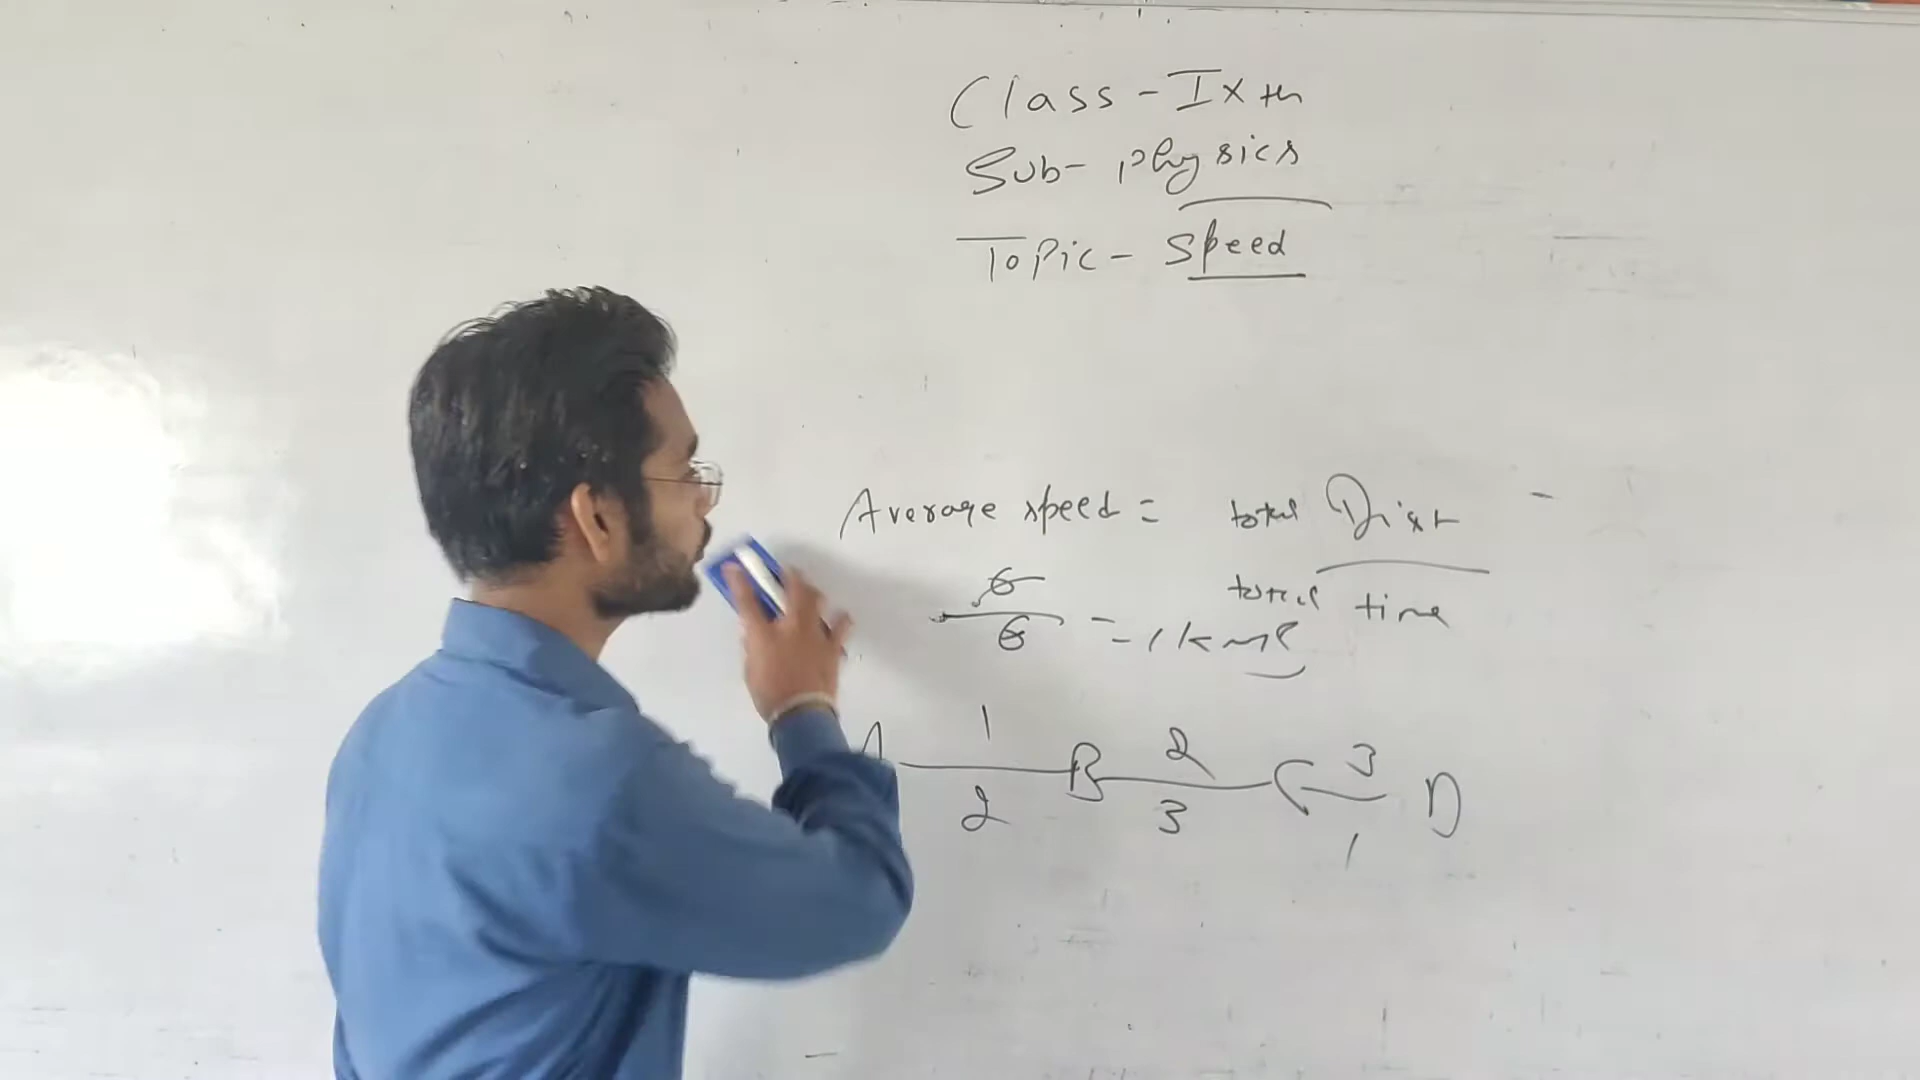 Class - IXth
Sub- physics
Topic - Speed
Average speed = total Dist -
total time
6
6 = 1 km
A 1 B 2 C 3 D
2 3 1